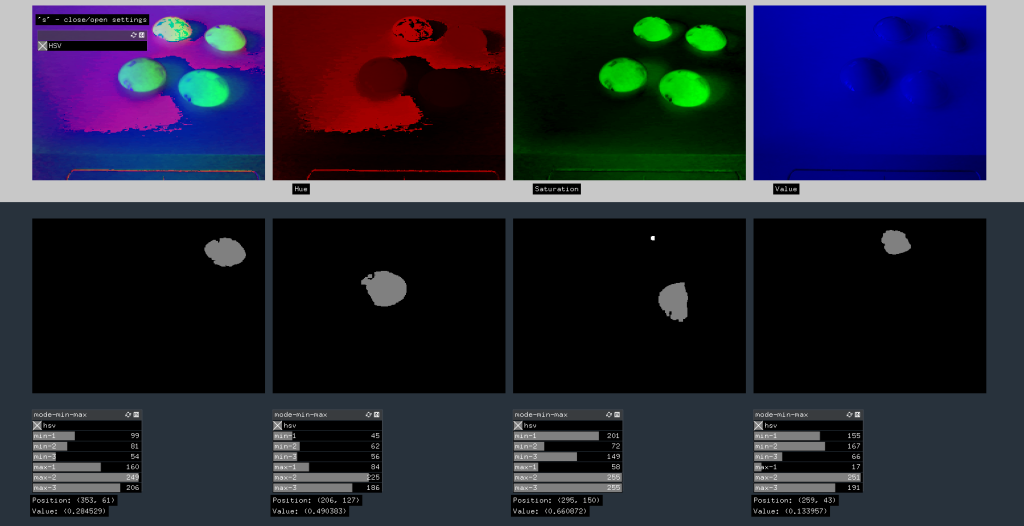 's' - close/open settings
HSV
Hue
Saturation
Value
mode-min-max
hsv
min-1 99
min-2 81
min-3 54
max-1 160
max-2 249
max-3 206
Position: (353, 61)
Value: (0.284529)
mode-min-max
hsv
min-1 45
min-2 62
min-3 56
max-1 84
max-2 225
max-3 186
Position: (206, 127)
Value: (0.490383)
mode-min-max
hsv
min-1 201
min-2 72
min-3 149
max-1 58
max-2 255
max-3 255
Position: (295, 150)
Value: (0.660872)
mode-min-max
hsv
min-1 155
min-2 167
min-3 66
max-1 17
max-2 251
max-3 191
Position: (259, 43)
Value: (0.133957)